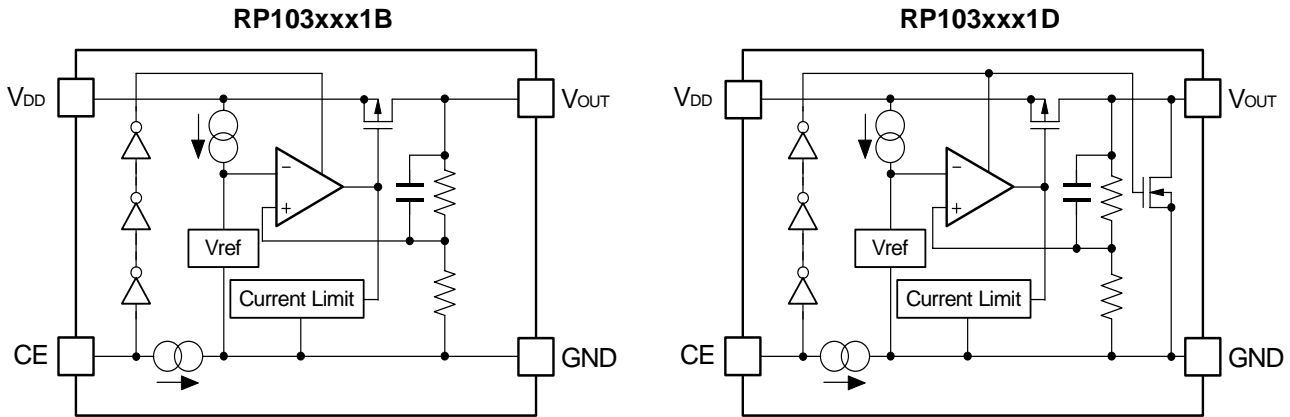 RP103xxx1B
VDD
VOUT
−
+
Vref
Current Limit
CE
GND
RP103xxx1D
VDD
VOUT
−
+
Vref
Current Limit
CE
GND